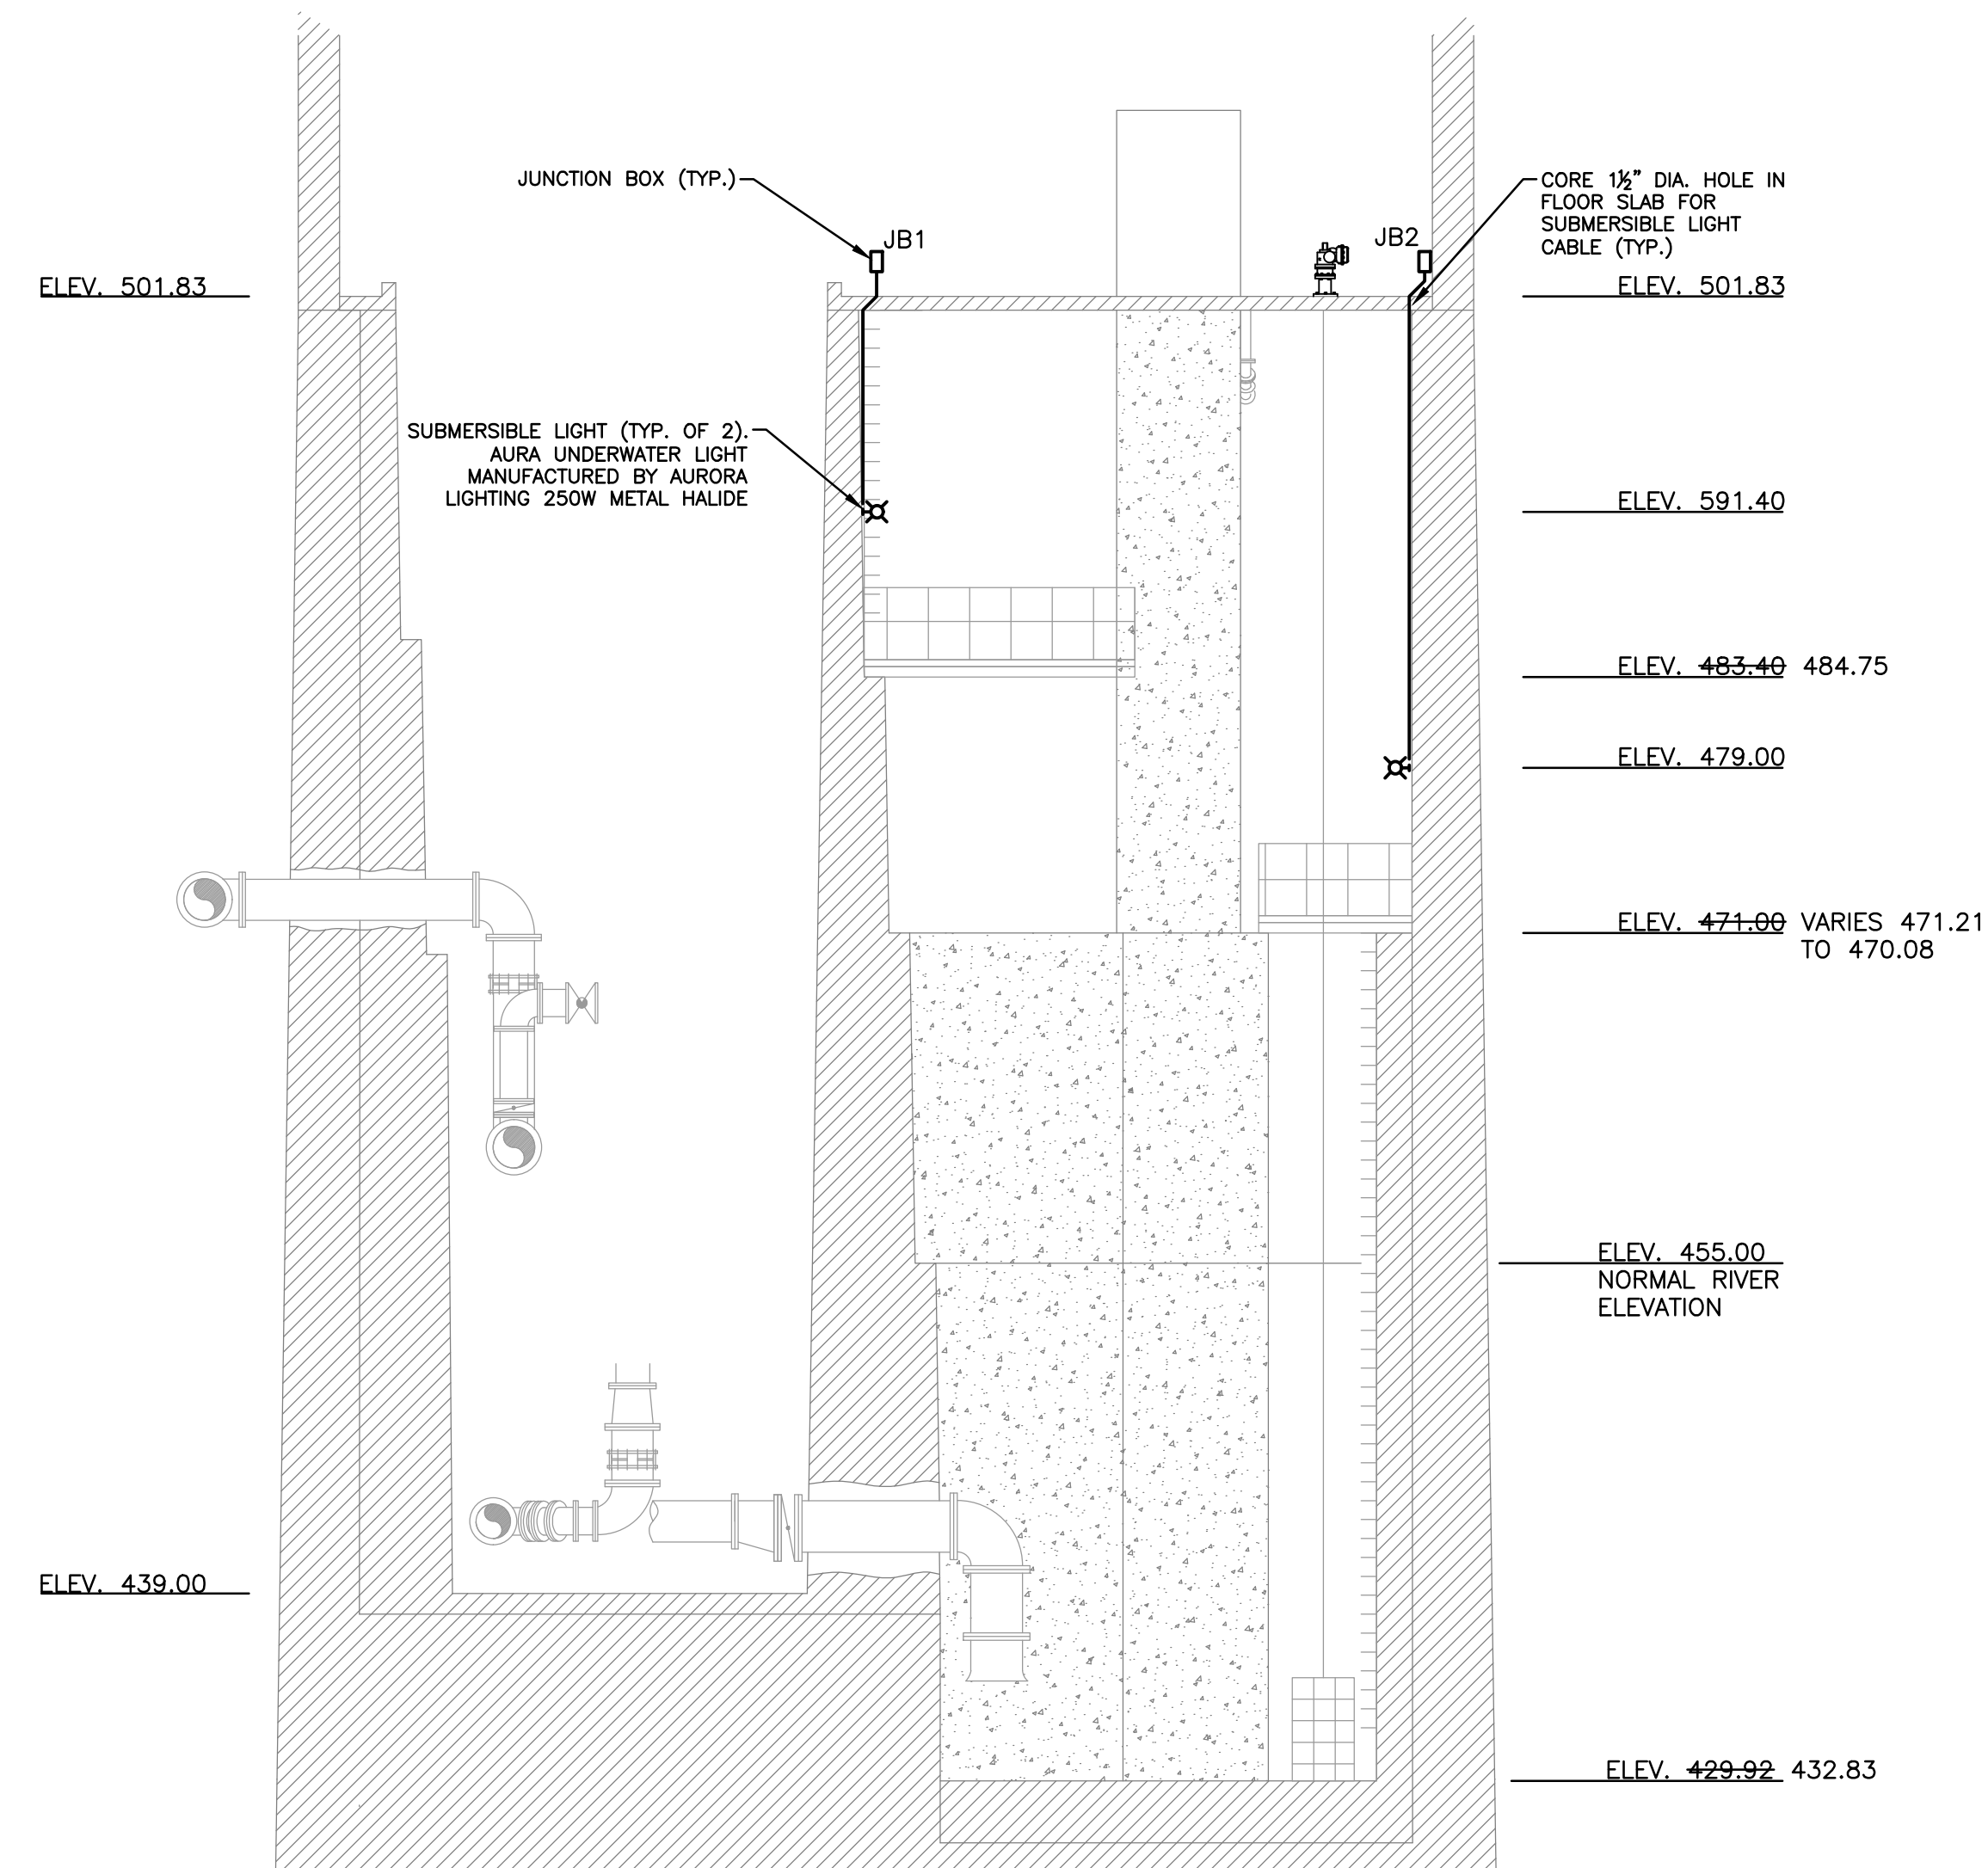 JUNCTION BOX (TYP.)
JB1
JB2
CORE 1½" DIA. HOLE IN
FLOOR SLAB FOR
SUBMERSIBLE LIGHT
CABLE (TYP.)
ELEV. 501.83
ELEV. 501.83
SUBMERSIBLE LIGHT (TYP. OF 2).
AURA UNDERWATER LIGHT
MANUFACTURED BY AURORA
LIGHTING 250W METAL HALIDE
ELEV. 591.40
ELEV. 483.40 484.75
ELEV. 479.00
ELEV. 471.00 VARIES 471.21
TO 470.08
ELEV. 455.00
NORMAL RIVER
ELEVATION
ELEV. 439.00
ELEV. 429.92 432.83